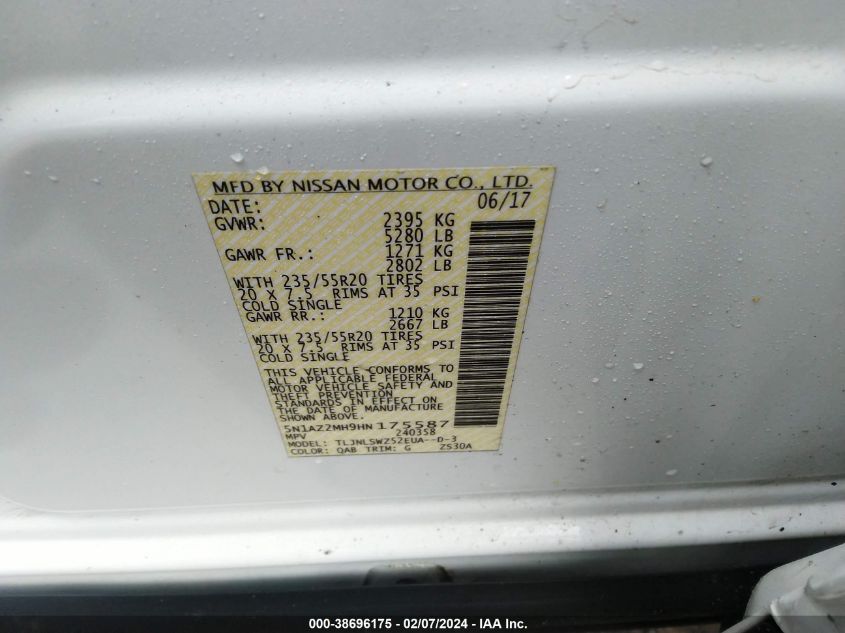 MFD BY NISSAN MOTOR CO., LTD.
DATE: 06/17
GVWR: 2395 KG
5280 LB
GAWR FR.: 1271 KG
2802 LB
WITH 235/55R20 TIRES
20 X 7.5 RIMS AT 35 PSI
COLD SINGLE
GAWR RR.: 1210 KG
2667 LB
WITH 235/55R20 TIRES
20 X 7.5 RIMS AT 35 PSI
COLD SINGLE
THIS VEHICLE CONFORMS TO
ALL APPLICABLE FEDERAL
MOTOR VEHICLE SAFETY AND
THEFT PREVENTION
STANDARDS IN EFFECT ON
THE DATE OF MANUFACTURE
SHOWN ABOVE.
5N1AZ2MH9HN 175587
MPV 240358
MODEL: TLJNLSWZ52EUA--D-3
COLOR: QAB TRIM: G Z530A
000-38696175 - 02/07/2024 - IAA Inc.